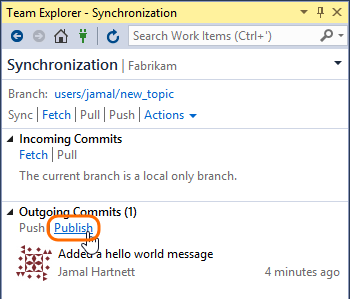 Team Explorer - Synchronization
Search Work Items (Ctrl+')
Synchronization | Fabrikam
Branch: users/jamal/new_topic
Sync | Fetch | Pull | Push | Actions
Incoming Commits
Fetch | Pull
The current branch is a local only branch.
Outgoing Commits (1)
Push Publish
Added a hello world message
Jamal Hartnett 4 minutes ago